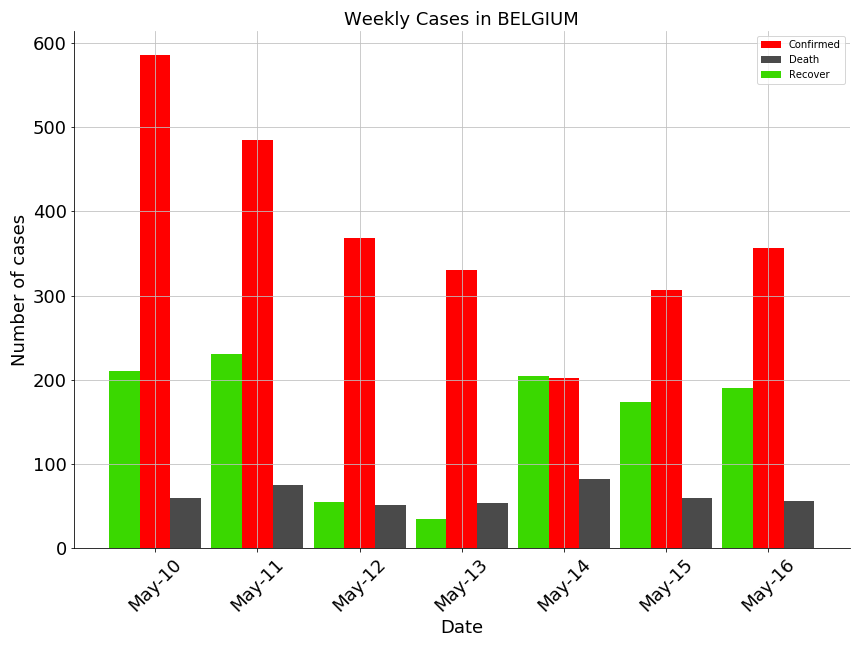 Weekly Cases in BELGIUM
Confirmed
Death
Recover
Number of cases
600
500
400
300
200
100
0
May-10
May-11
May-12
May-13
May-14
May-15
May-16
Date